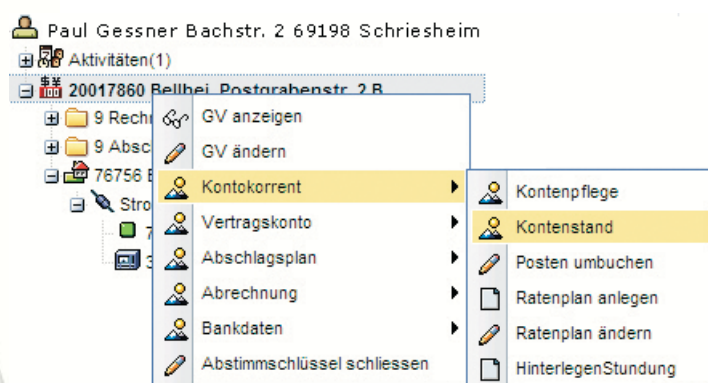 Paul Gessner Bachstr. 2 69198 Schriesheim
Aktivitäten(1)
20017860 Bellhei, Postgrabenstr. 2 B
9 Rechn
GV anzeigen
9 Absc
GV ändern
76756 B
Kontokorrent
Kontenpflege
Stro
Vertragskonto
Kontenstand
7
Abschlagsplan
Posten umbuchen
3
Abrechnung
Ratenplan anlegen
Bankdaten
Ratenplan ändern
Abstimmschlüssel schliessen
HinterlegenStundung